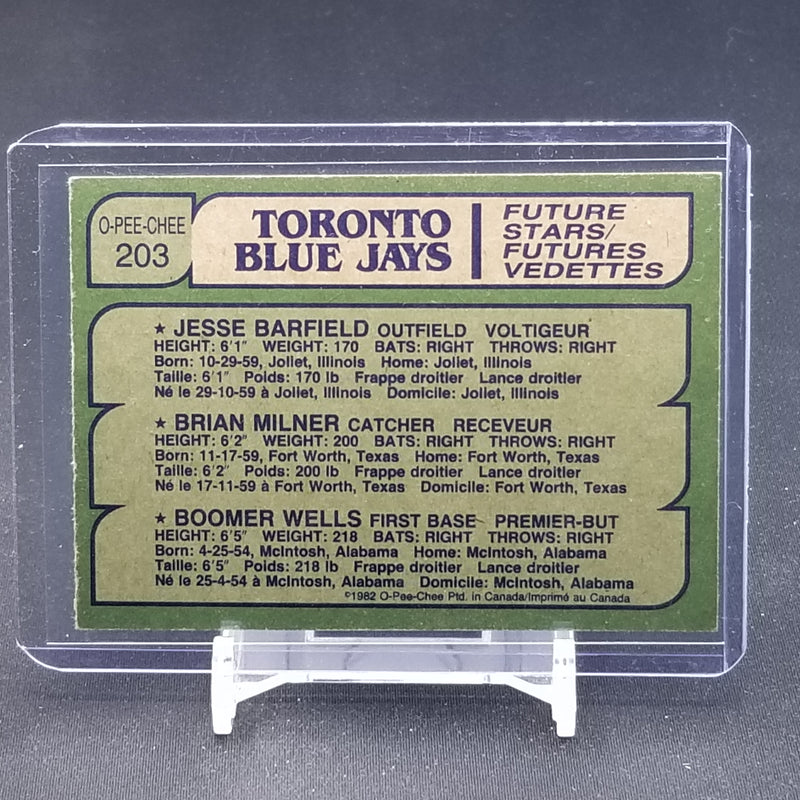 O-PEE-CHEE
203
TORONTO
BLUE JAYS
FUTURE
STARS/
FUTURES
VEDETTES
★ JESSE BARFIELD OUTFIELD VOLTIGEUR
HEIGHT: 6'1" WEIGHT: 170 BATS: RIGHT THROWS: RIGHT
Born: 10-29-59, Joliet, Illinois Home: Joliet, Illinois
Taille: 6'1" Poids: 170 lb Frappe droitier Lance droitier
Né le 29-10-59 à Joliet, Illinois Domicile: Joliet, Illinois
★ BRIAN MILNER CATCHER RECEVEUR
HEIGHT: 6'2" WEIGHT: 200 BATS: RIGHT THROWS: RIGHT
Born: 11-17-59, Fort Worth, Texas Home: Fort Worth, Texas
Taille: 6'2" Poids: 200 lb Frappe droitier Lance droitier
Né le 17-11-59 à Fort Worth, Texas Domicile: Fort Worth, Texas
★ BOOMER WELLS FIRST BASE PREMIER-BUT
HEIGHT: 6'5" WEIGHT: 218 BATS: RIGHT THROWS: RIGHT
Born: 4-25-54, McIntosh, Alabama Home: McIntosh, Alabama
Taille: 6'5" Poids: 218 lb Frappe droitier Lance droitier
Né le 25-4-54 à McIntosh, Alabama Domicile: McIntosh, Alabama
©1982 O-Pee-Chee Ptd. in Canada/Imprimé au Canada